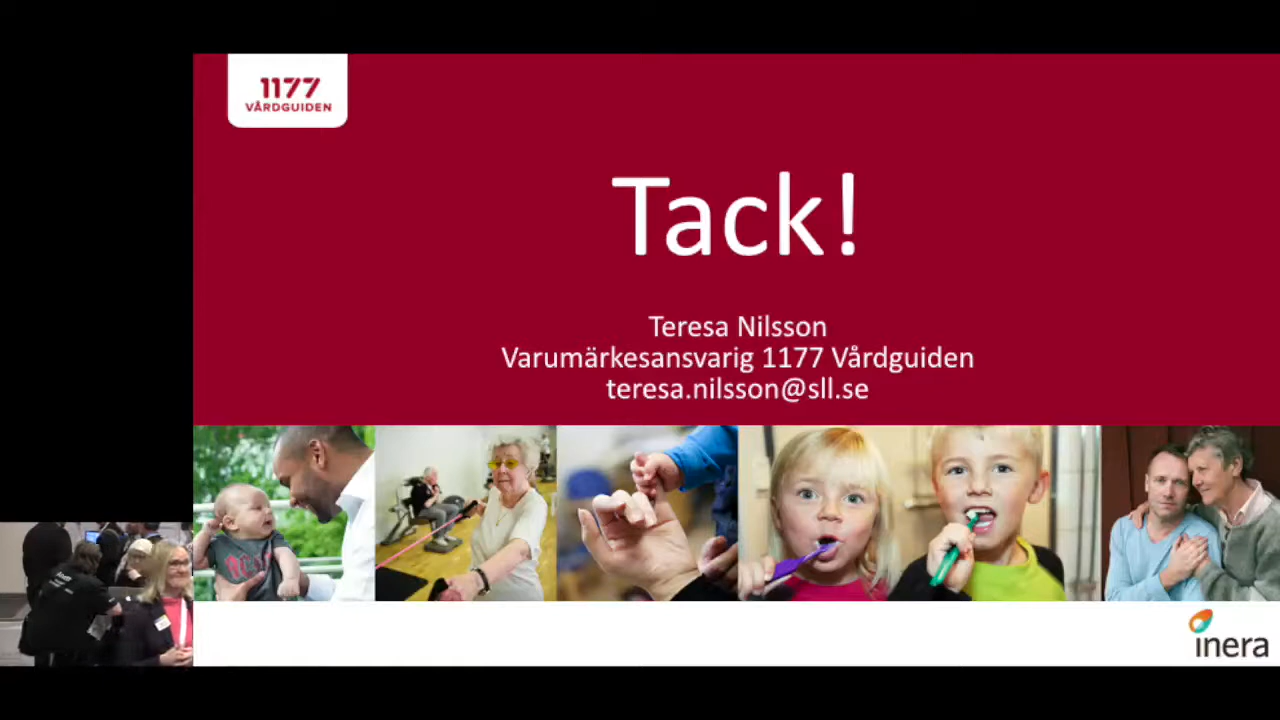 1177
VÅRDGUIDEN
Tack!
Teresa Nilsson
Varumärkesansvarig 1177 Vårdguiden
teresa.nilsson@sll.se
inera